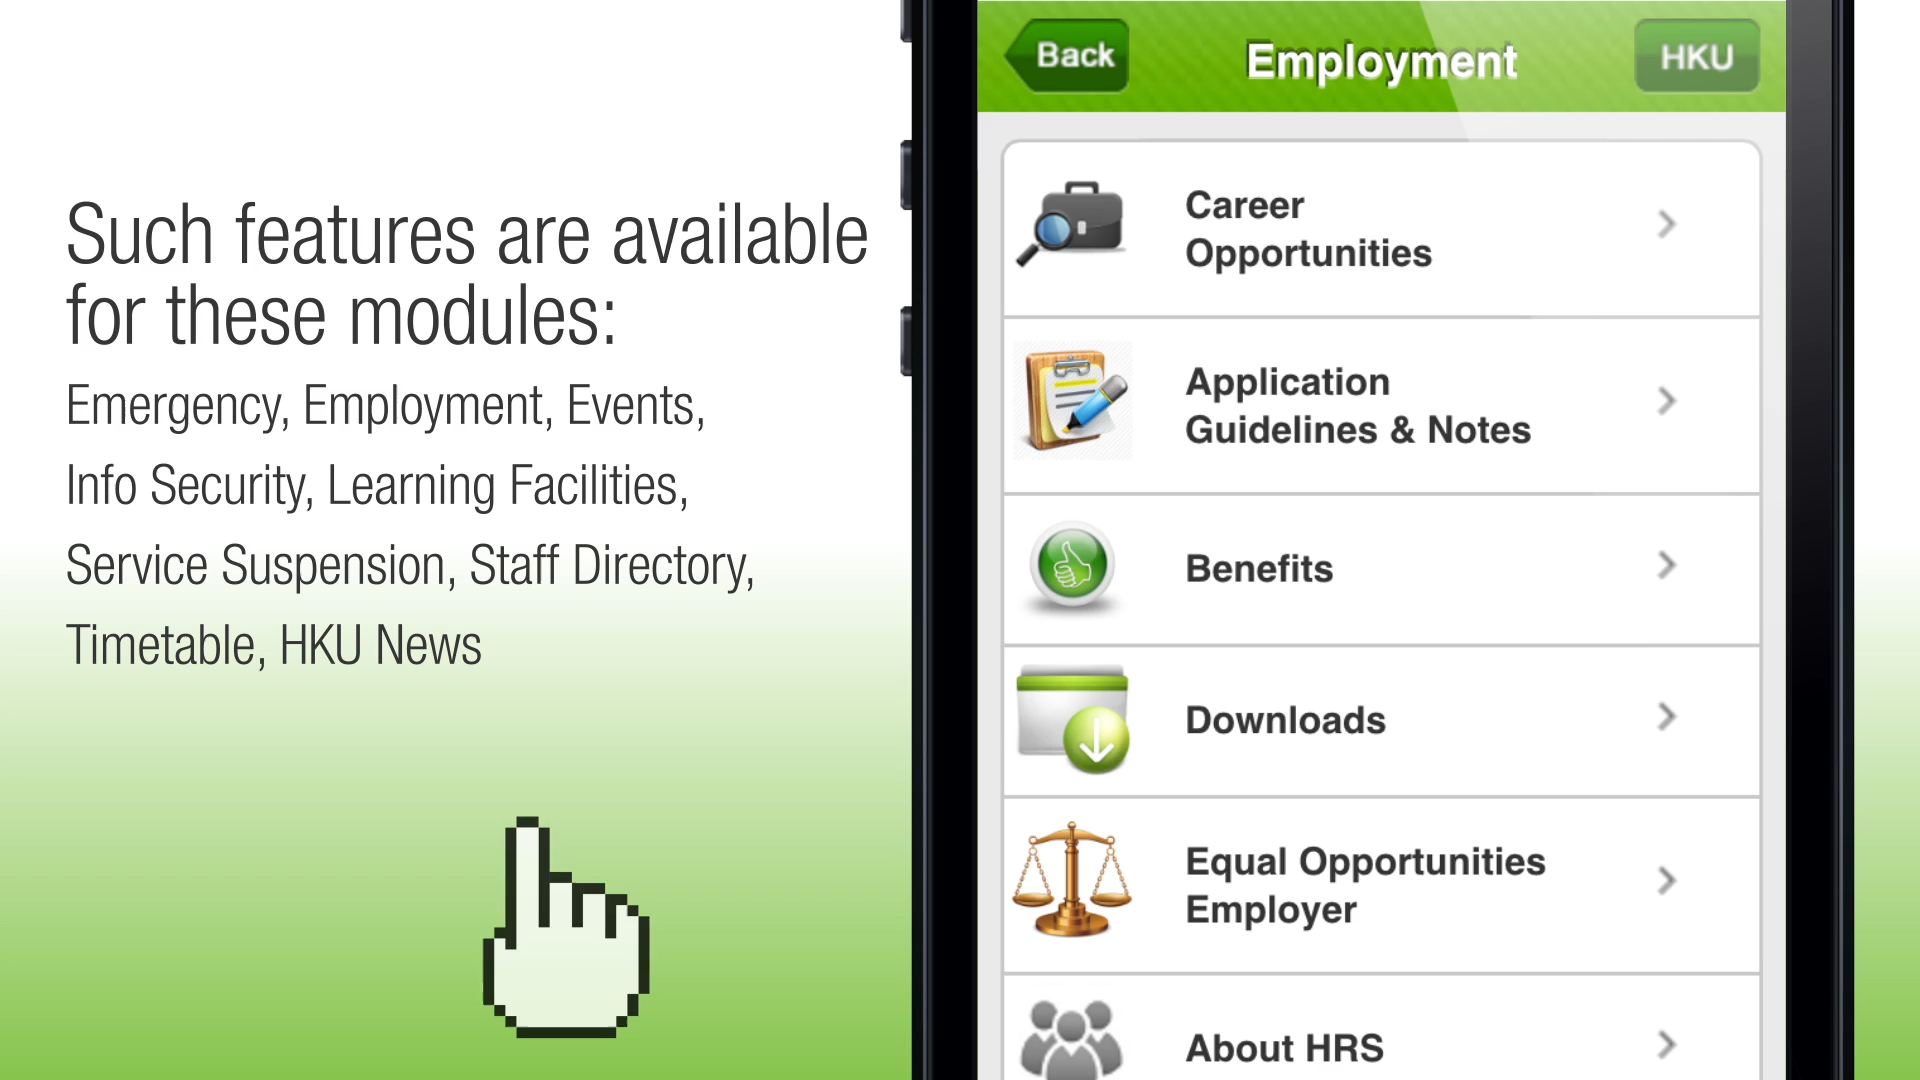 Such features are available
for these modules:
Emergency, Employment, Events,
Info Security, Learning Facilities,
Service Suspension, Staff Directory,
Timetable, HKU News
Back
Employment
HKU
Career
Opportunities
Application
Guidelines & Notes
Benefits
Downloads
Equal Opportunities
Employer
About HRS